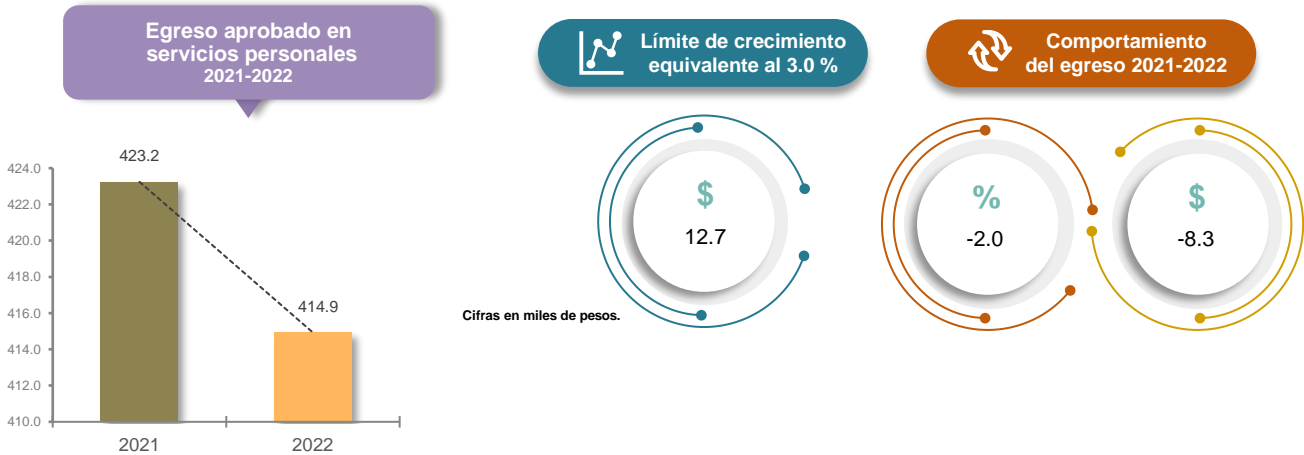 Egreso aprobado en
servicios personales
2021-2022
Límite de crecimiento
equivalente al 3.0 %
Comportamiento
del egreso 2021-2022
423.2
414.9
424.0
422.0
420.0
418.0
416.0
414.0
412.0
410.0
2021
2022
$
12.7
%
-2.0
$
-8.3
Cifras en miles de pesos.